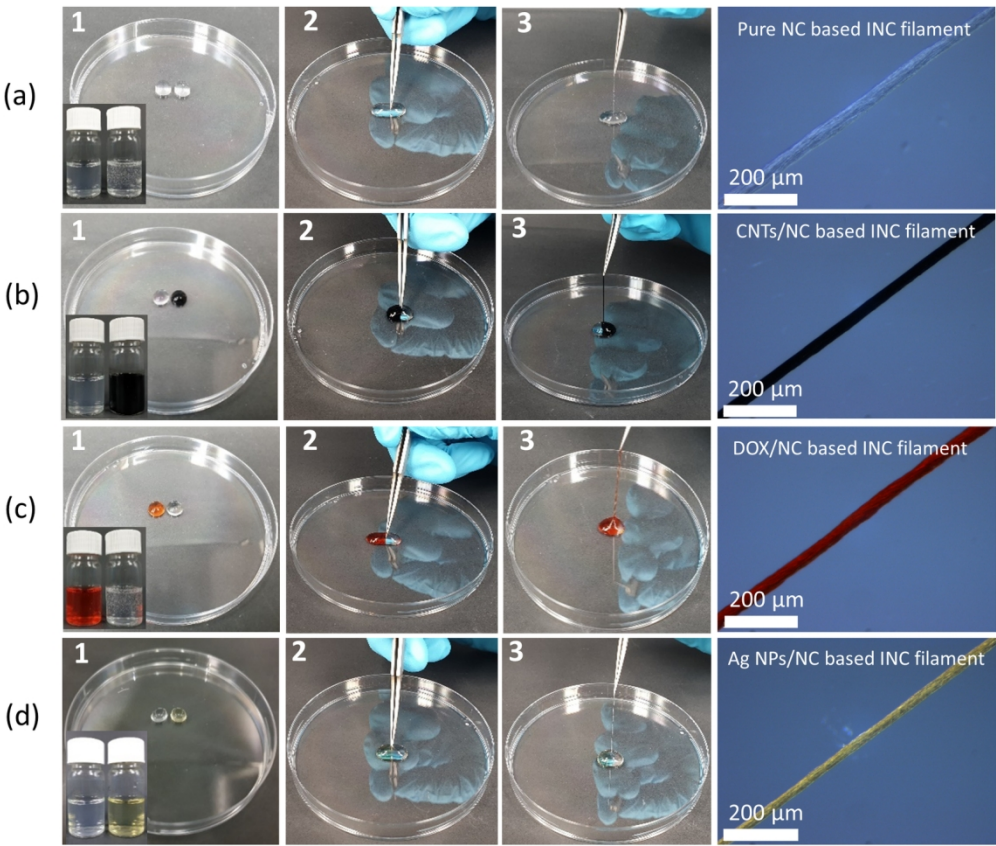 (a)
1
2
3
Pure NC based INC filament
200 μm
(b)
1
2
3
CNTs/NC based INC filament
200 μm
(c)
1
2
3
DOX/NC based INC filament
200 μm
(d)
1
2
3
Ag NPs/NC based INC filament
200 μm